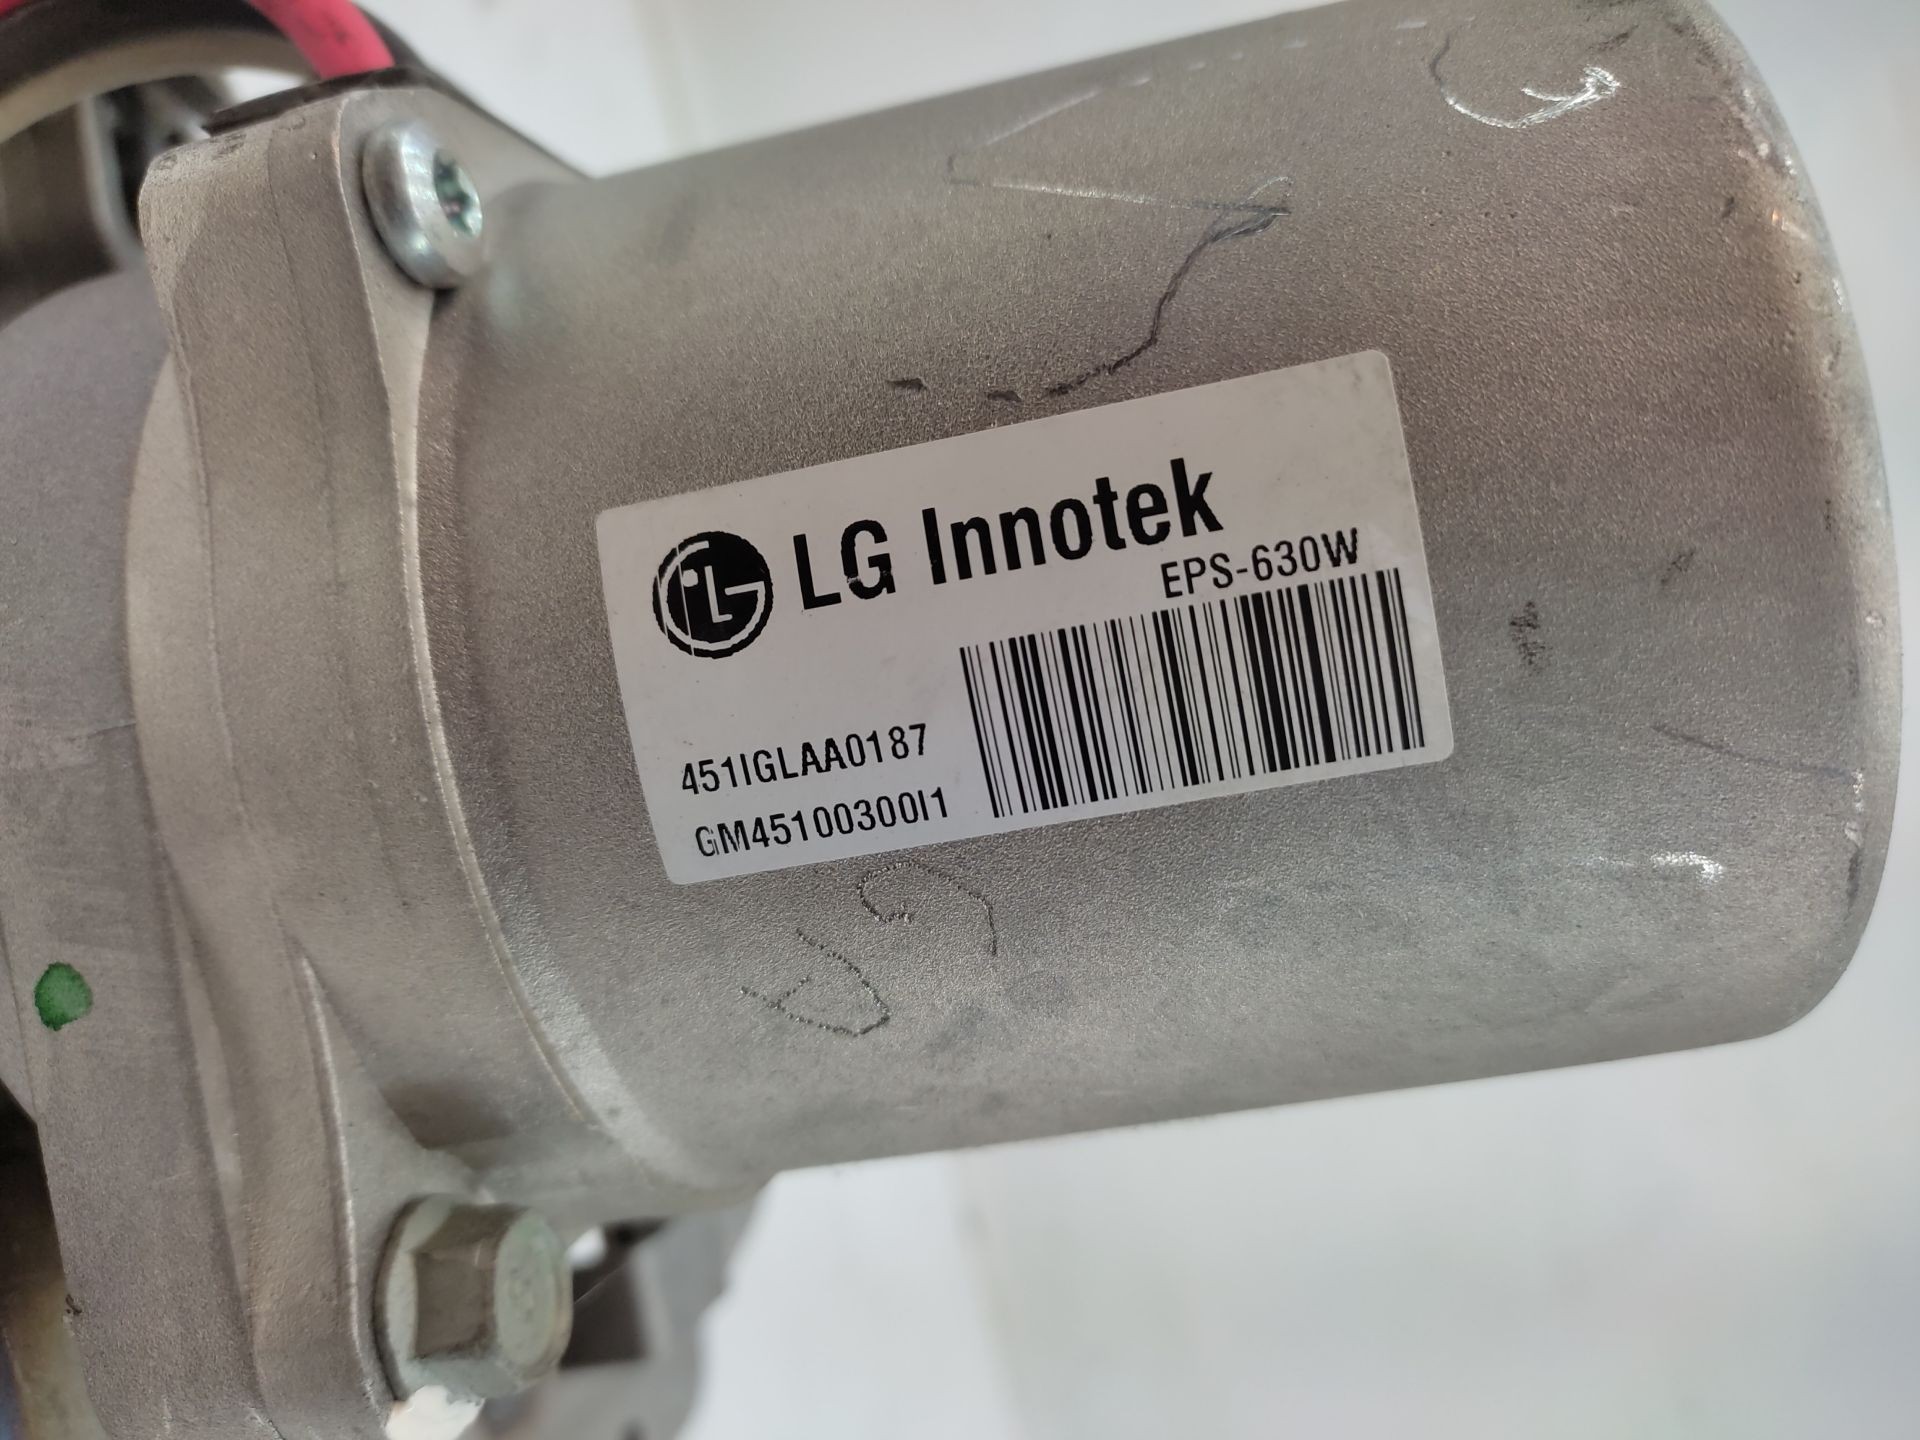 LG Innotek
EPS-630W
451IGLAA0187
GM45100300I1